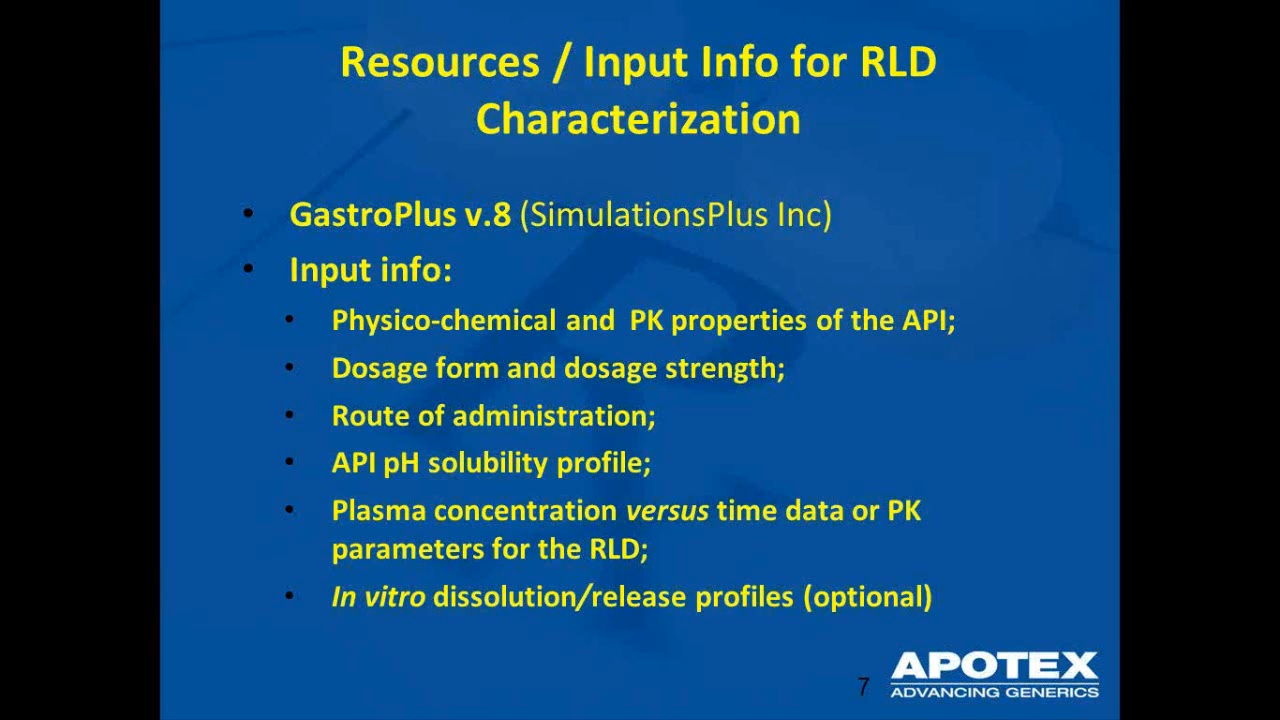 Resources / Input Info for RLD
Characterization
• GastroPlus v.8 (SimulationsPlus Inc)
• Input info:
• Physico-chemical and PK properties of the API;
• Dosage form and dosage strength;
• Route of administration;
• API pH solubility profile;
• Plasma concentration versus time data or PK
parameters for the RLD;
• In vitro dissolution/release profiles (optional)
7
APOTEX
ADVANCING GENERICS